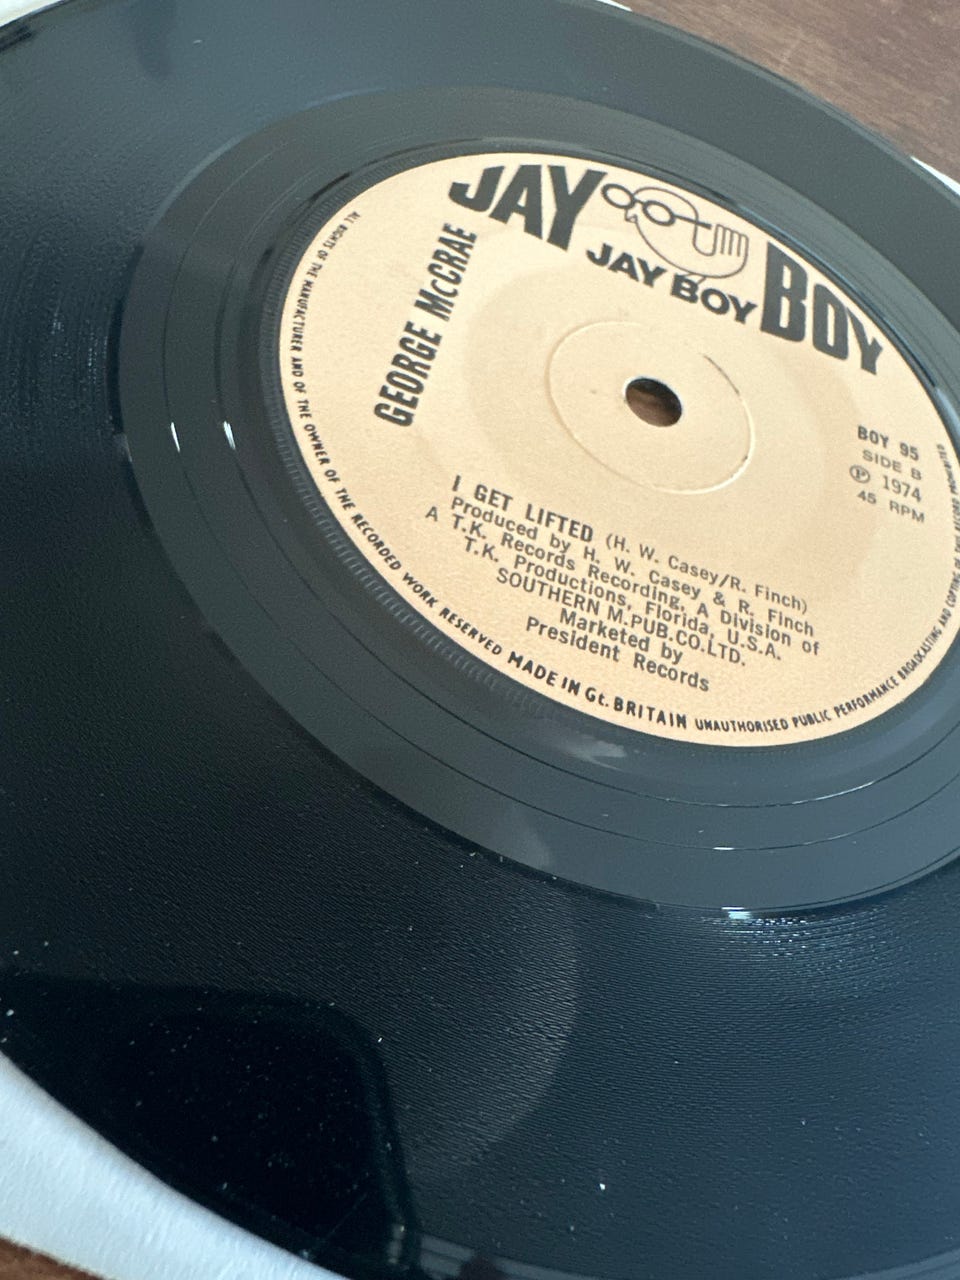 JAY BOY
JAY BOY
GEORGE McCRAE
BOY 95
SIDE B
Ⓟ 1974
45 RPM
I GET LIFTED (H. W. Casey/R. Finch)
Produced by H. W. Casey & R. Finch
A T.K. Records Recording, A Division of
T.K. Productions, Florida, U.S.A.
SOUTHERN M.PUB.CO.LTD.
Marketed by
President Records
ALL RIGHTS OF THE MANUFACTURER AND OF THE OWNER OF THE RECORDED WORK RESERVED MADE IN Gt. BRITAIN UNAUTHORISED PUBLIC PERFORMANCE BROADCASTING AND COPYING OF THIS RECORD PROHIBITED